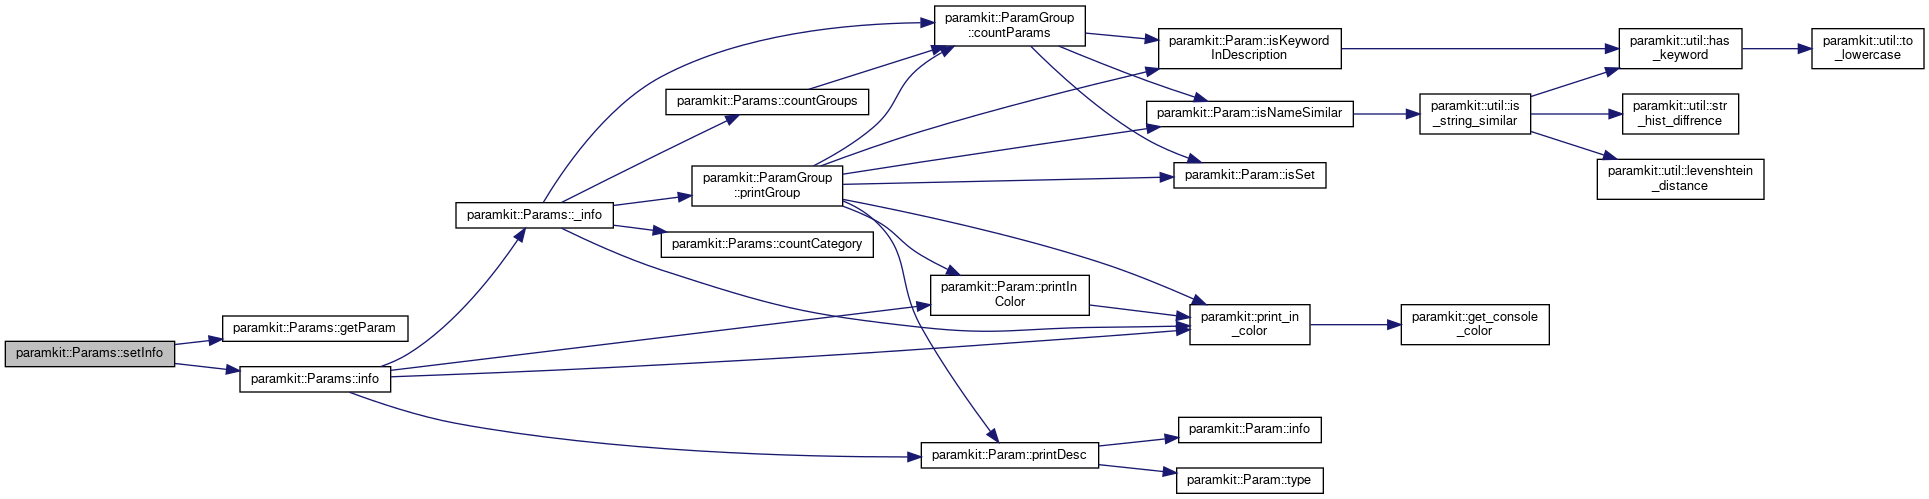 paramkit::Params::setInfo
paramkit::Params::getParam
paramkit::Params::info
paramkit::Params::_info
paramkit::Params::countGroups
paramkit::ParamGroup
::printGroup
paramkit::Params::countCategory
paramkit::ParamGroup
::countParams
paramkit::Param::printIn
Color
paramkit::Param::printDesc
paramkit::Param::isKeyword
InDescription
paramkit::Param::isNameSimilar
paramkit::Param::isSet
paramkit::print_in
_color
paramkit::Param::info
paramkit::Param::type
paramkit::util::is
_string_similar
paramkit::get_console
_color
paramkit::util::has
_keyword
paramkit::util::str
_hist_diffrence
paramkit::util::levenshtein
_distance
paramkit::util::to
_lowercase